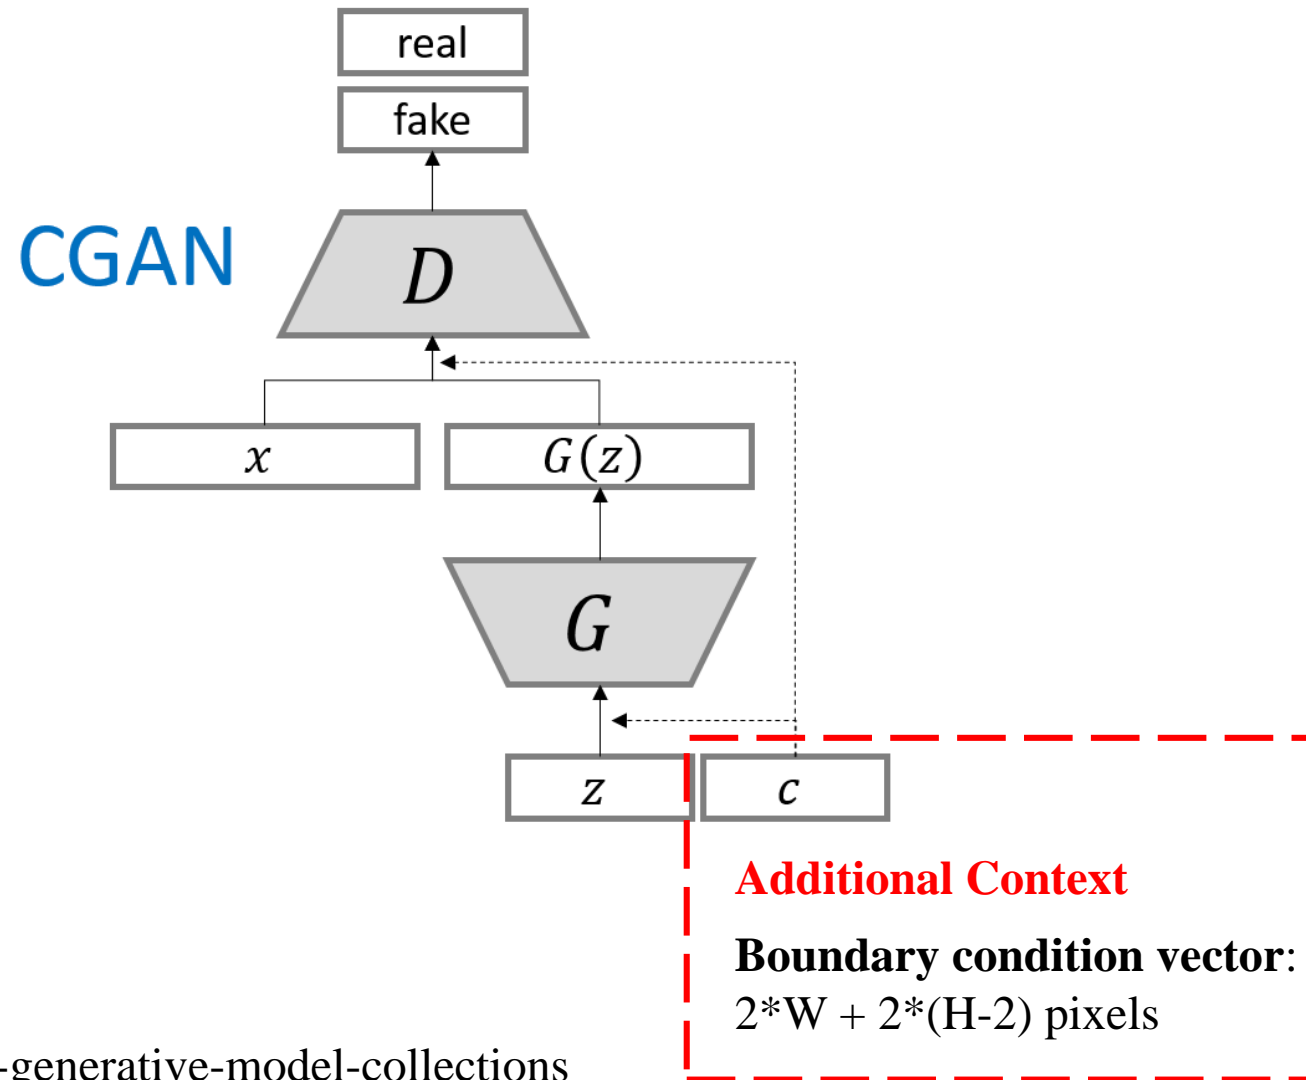 real
fake
CGAN
D
x
G(z)
G
z
c
Additional Context
Boundary condition vector:
2*W + 2*(H-2) pixels
-generative-model-collections